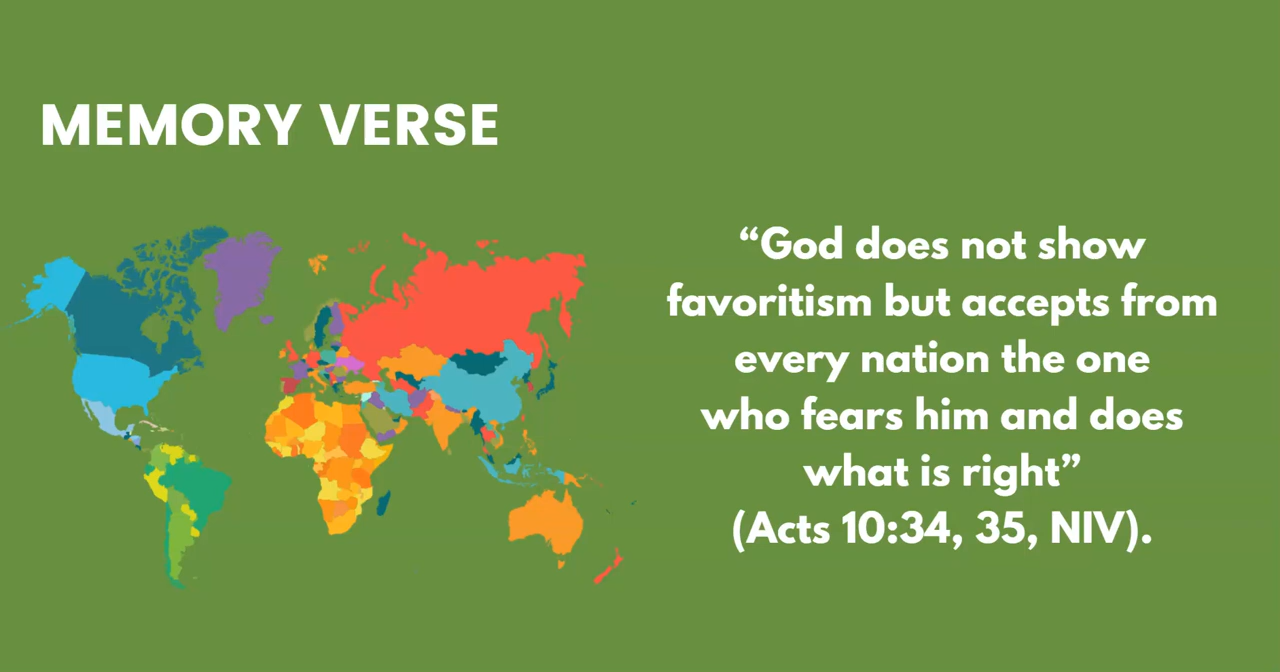 MEMORY VERSE
“God does not show
favoritism but accepts from
every nation the one
who fears him and does
what is right”
(Acts 10:34, 35, NIV).